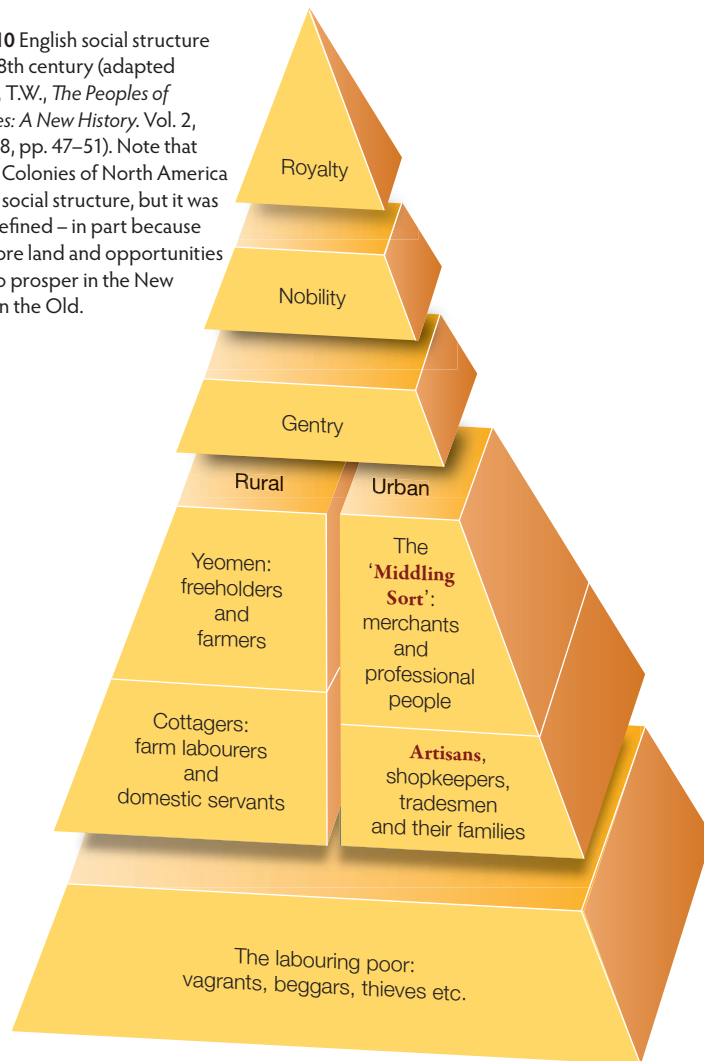 10 English social structure
8th century (adapted
T.W., The Peoples of
es: A New History. Vol. 2,
8, pp. 47–51). Note that
Colonies of North America
social structure, but it was
efined – in part because
ore land and opportunities
o prosper in the New
n the Old.
Royalty
Nobility
Gentry
Rural
Yeomen:
freeholders
and
farmers
Cottagers:
farm labourers
and
domestic servants
Urban
The
‘Middling
Sort’:
merchants
and
professional
people
Artisans,
shopkeepers,
tradesmen
and their families
The labouring poor:
vagrants, beggars, thieves etc.